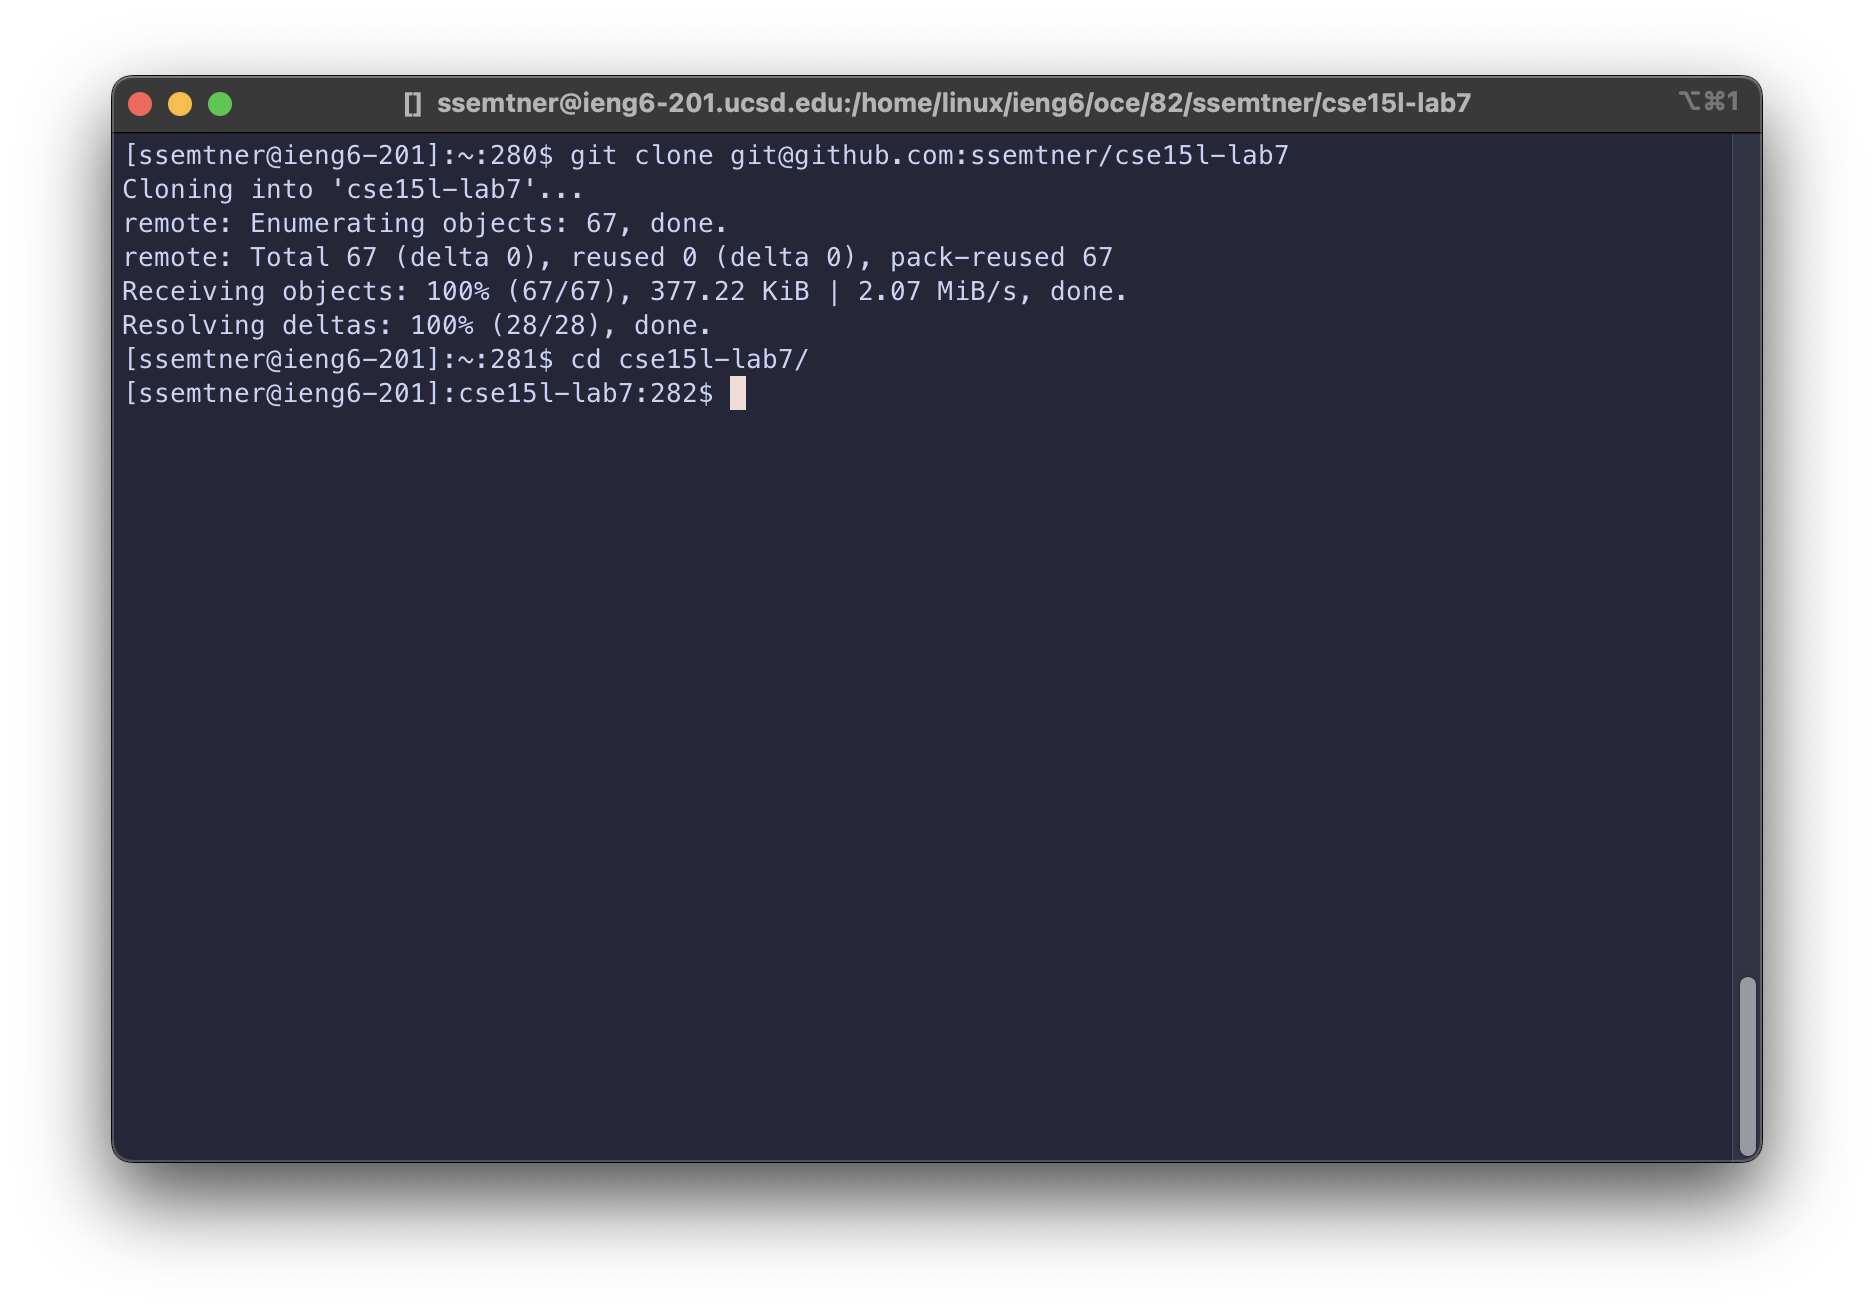 [] ssemtner@ieng6-201.ucsd.edu:/home/linux/ieng6/oce/82/ssemtner/cse15l-lab7 ⌥⌘1
[ssemtner@ieng6-201]:~:280$ git clone git@github.com:ssemtner/cse15l-lab7
Cloning into 'cse15l-lab7'...
remote: Enumerating objects: 67, done.
remote: Total 67 (delta 0), reused 0 (delta 0), pack-reused 67
Receiving objects: 100% (67/67), 377.22 KiB | 2.07 MiB/s, done.
Resolving deltas: 100% (28/28), done.
[ssemtner@ieng6-201]:~:281$ cd cse15l-lab7/
[ssemtner@ieng6-201]:cse15l-lab7:282$